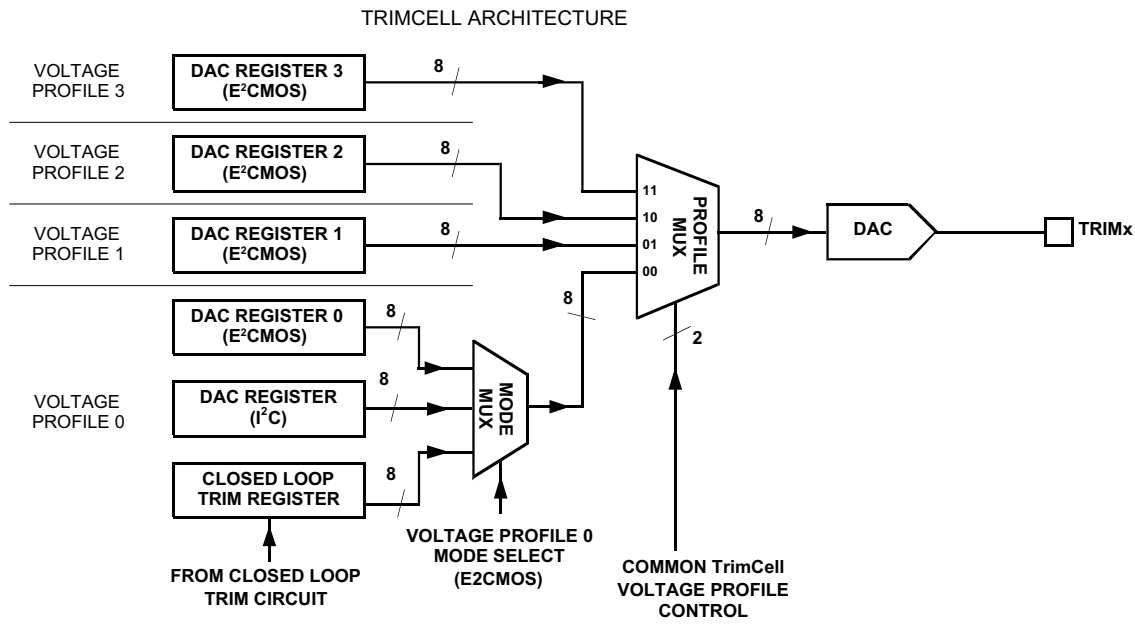 TRIMCELL ARCHITECTURE
VOLTAGE
PROFILE 3
DAC REGISTER 3
(E²CMOS)
8
VOLTAGE
PROFILE 2
DAC REGISTER 2
(E²CMOS)
8
VOLTAGE
PROFILE 1
DAC REGISTER 1
(E²CMOS)
8
11
10
01
00
PROFILE
MUX
8
DAC
TRIMx
DAC REGISTER 0
(E²CMOS)
8
8
2
VOLTAGE
PROFILE 0
DAC REGISTER
(I²C)
8
MODE
MUX
CLOSED LOOP
TRIM REGISTER
8
FROM CLOSED LOOP
TRIM CIRCUIT
VOLTAGE PROFILE 0
MODE SELECT
(E2CMOS)
COMMON TrimCell
VOLTAGE PROFILE
CONTROL